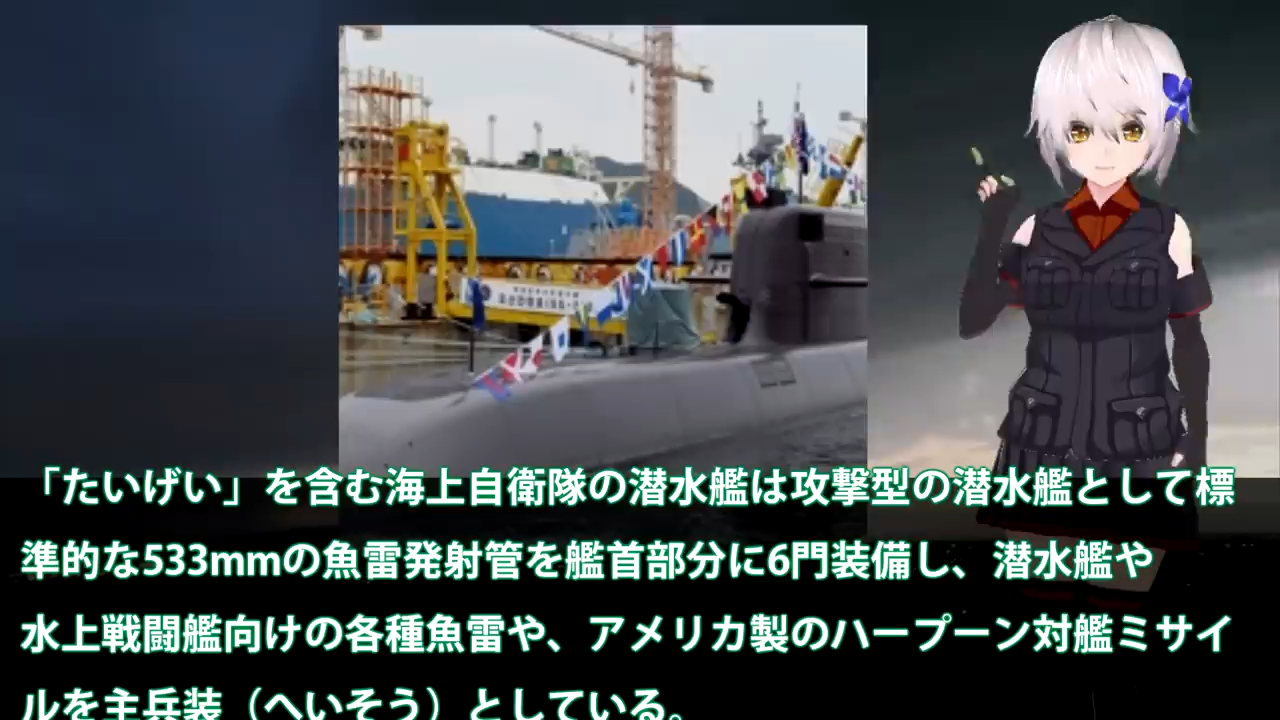 「たいげい」を含む海上自衛隊の潜水艦は攻撃型の潜水艦として標
準的な533mmの魚雷発射管を艦首部分に6門装備し、潜水艦や
水上戦闘艦向けの各種魚雷や、アメリカ製のハープーン対艦ミサイ
ルを主兵装（へいそう）としている。